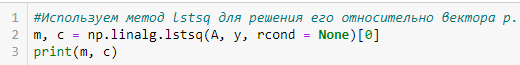 1 #Используем метод lstsq для решения его относительно вектора p.
2 m, c = np.linalg.lstsq(A, y, rcond = None)[0]
3 print(m, c)